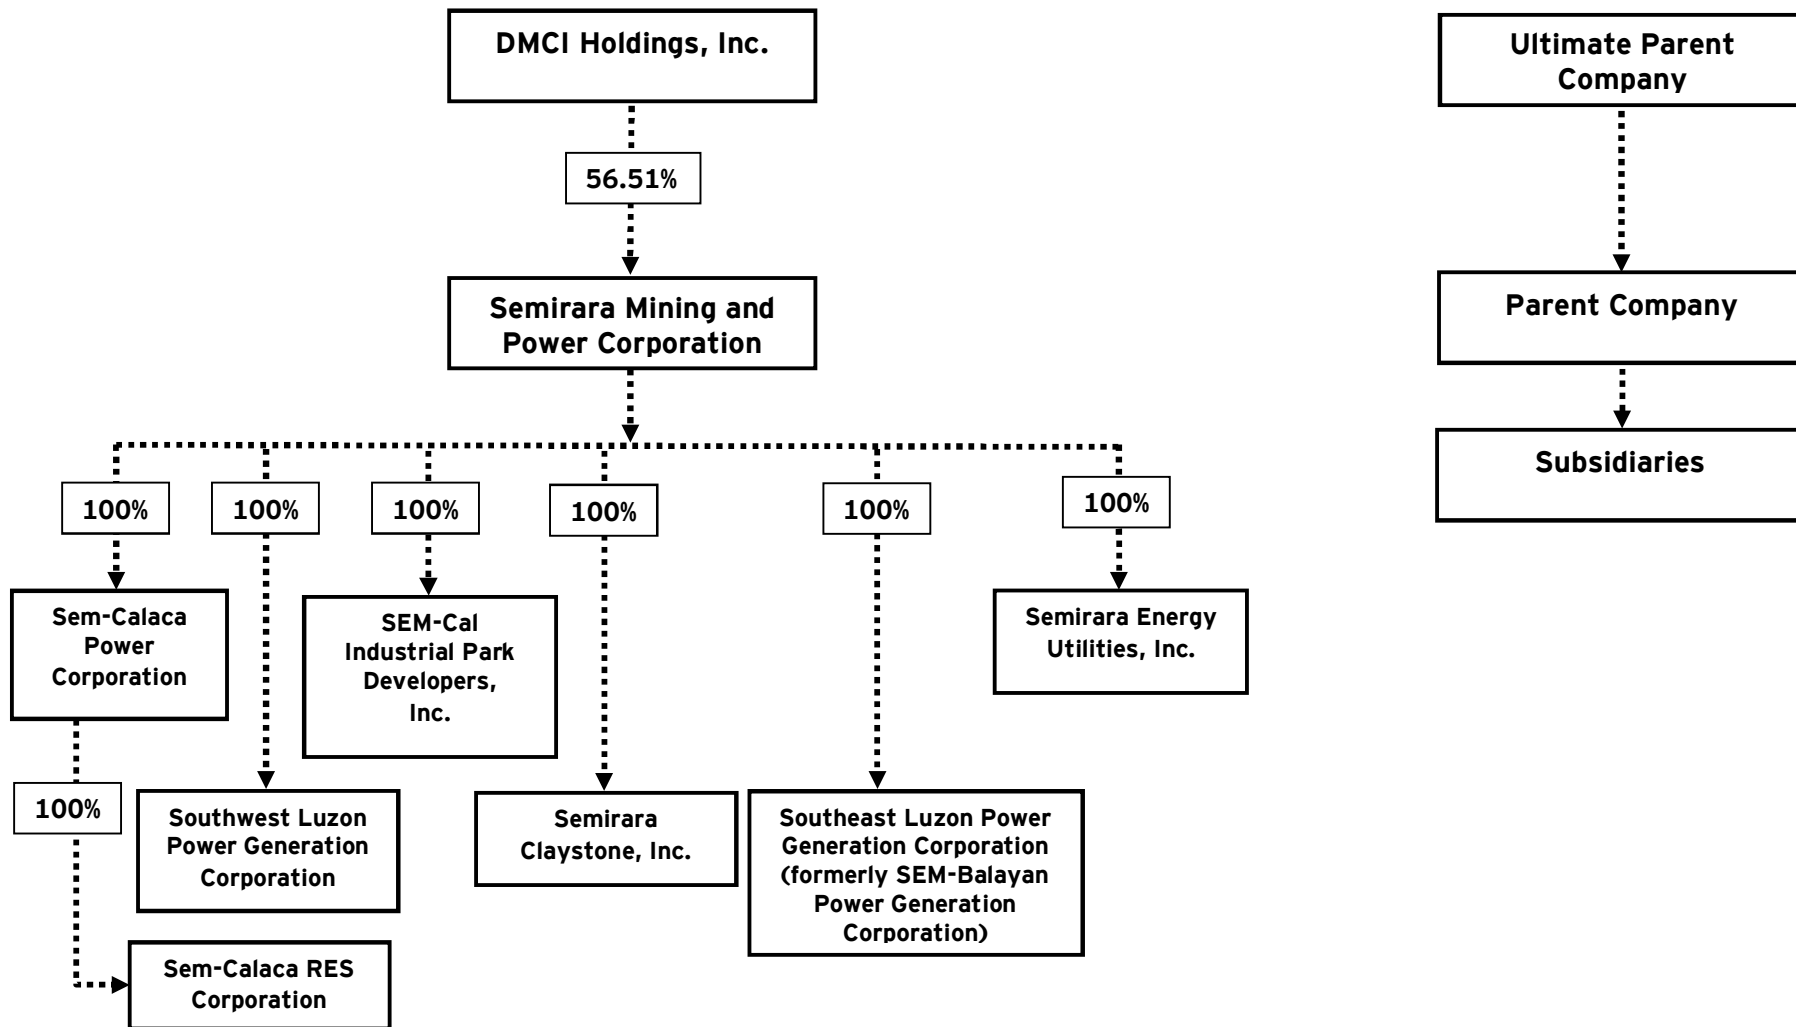 DMCI Holdings, Inc.
Ultimate Parent
Company
56.51%
Semirara Mining and
Power Corporation
Parent Company
Subsidiaries
100%
100%
100%
100%
100%
100%
Sem-Calaca
Power
Corporation
SEM-Cal
Industrial Park
Developers,
Inc.
Semirara Energy
Utilities, Inc.
100%
Southwest Luzon
Power Generation
Corporation
Semirara
Claystone, Inc.
Southeast Luzon Power
Generation Corporation
(formerly SEM-Balayan
Power Generation
Corporation)
Sem-Calaca RES
Corporation